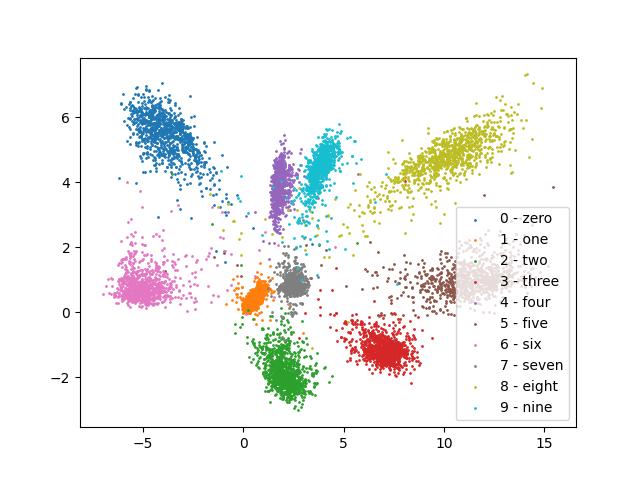 6
4
2
0
−2
−5
0
5
10
15
0 - zero
1 - one
2 - two
3 - three
4 - four
5 - five
6 - six
7 - seven
8 - eight
9 - nine